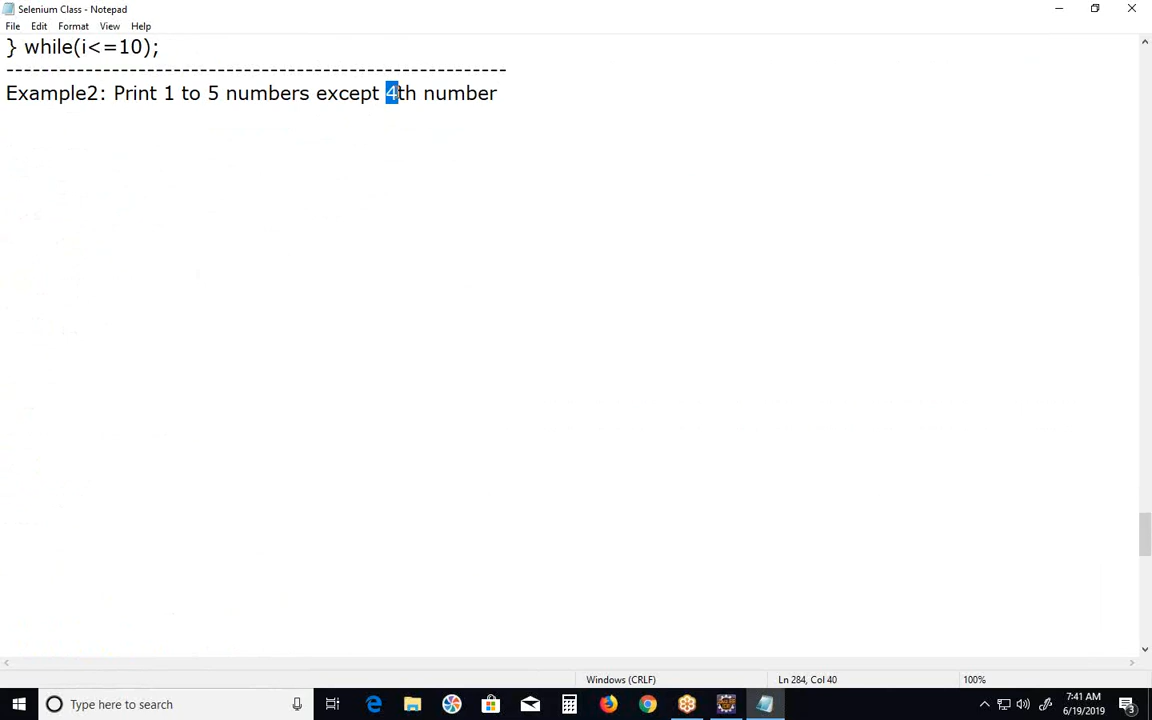 Selenium Class - Notepad
File Edit Format View Help
} while(i<=10);
---------------------------------------------------------
Example2: Print 1 to 5 numbers except 4th number
Windows (CRLF) Ln 284, Col 40 100%
Type here to search
7:41 AM
6/19/2019
3